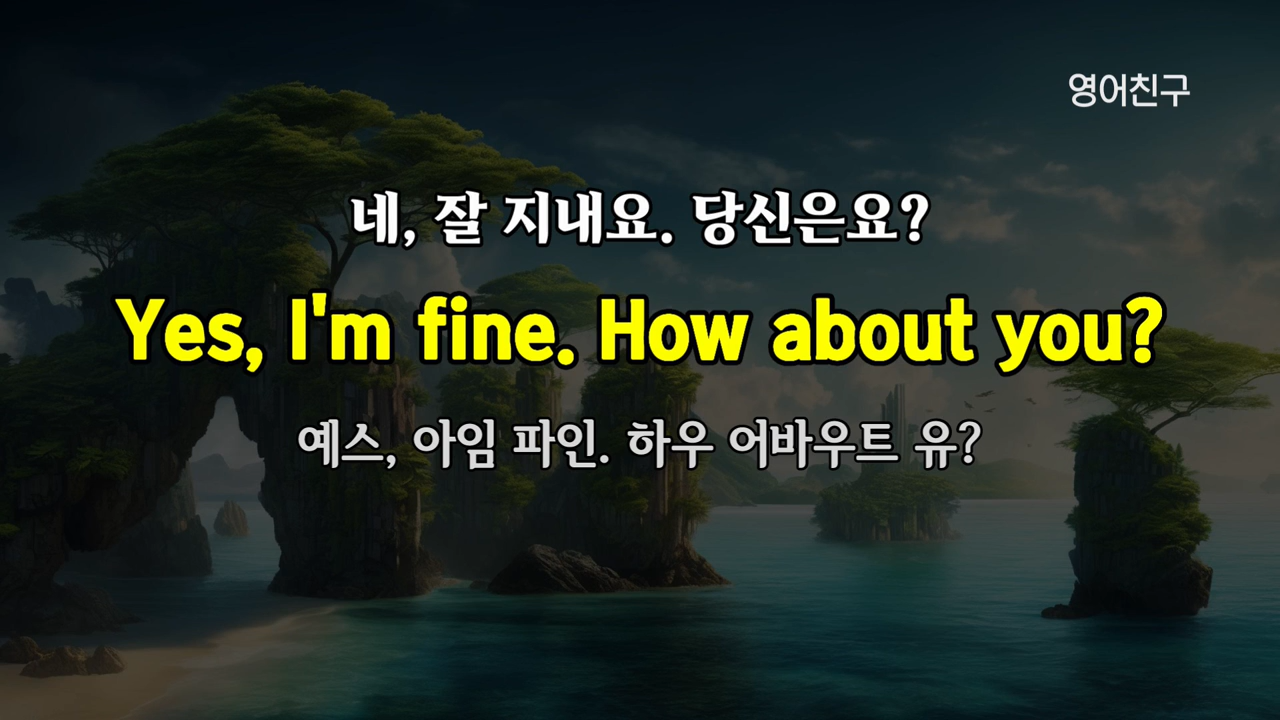 영어친구
네, 잘 지내요. 당신은요?
Yes, I'm fine. How about you?
예스, 아임 파인. 하우 어바우트 유?